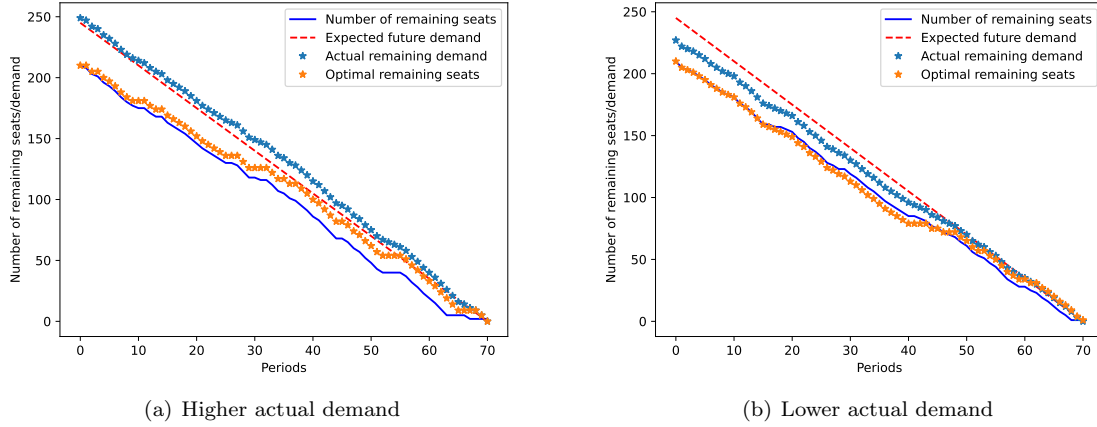 250
200
150
100
50
0
Number of remaining seats/demand
0 10 20 30 40 50 60 70
Periods
Number of remaining seats
Expected future demand
Actual remaining demand
Optimal remaining seats
(a) Higher actual demand
250
200
150
100
50
0
Number of remaining seats/demand
0 10 20 30 40 50 60 70
Periods
Number of remaining seats
Expected future demand
Actual remaining demand
Optimal remaining seats
(b) Lower actual demand